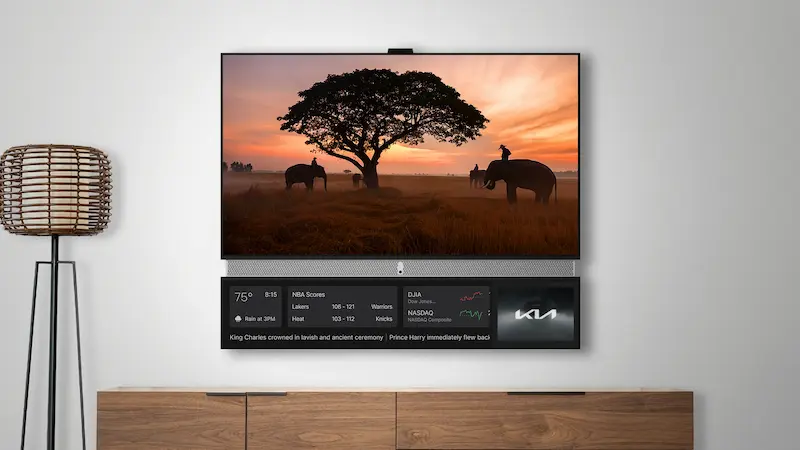 75° 8:15
Rain at 3PM
NBA Scores
Lakers 108 - 121 Warriors
Heat 103 - 112 Knicks
DJIA
Dow Jones...
NASDAQ
NASDAQ Composite
KIA
King Charles crowned in lavish and ancient ceremony | Prince Harry immediately flew back